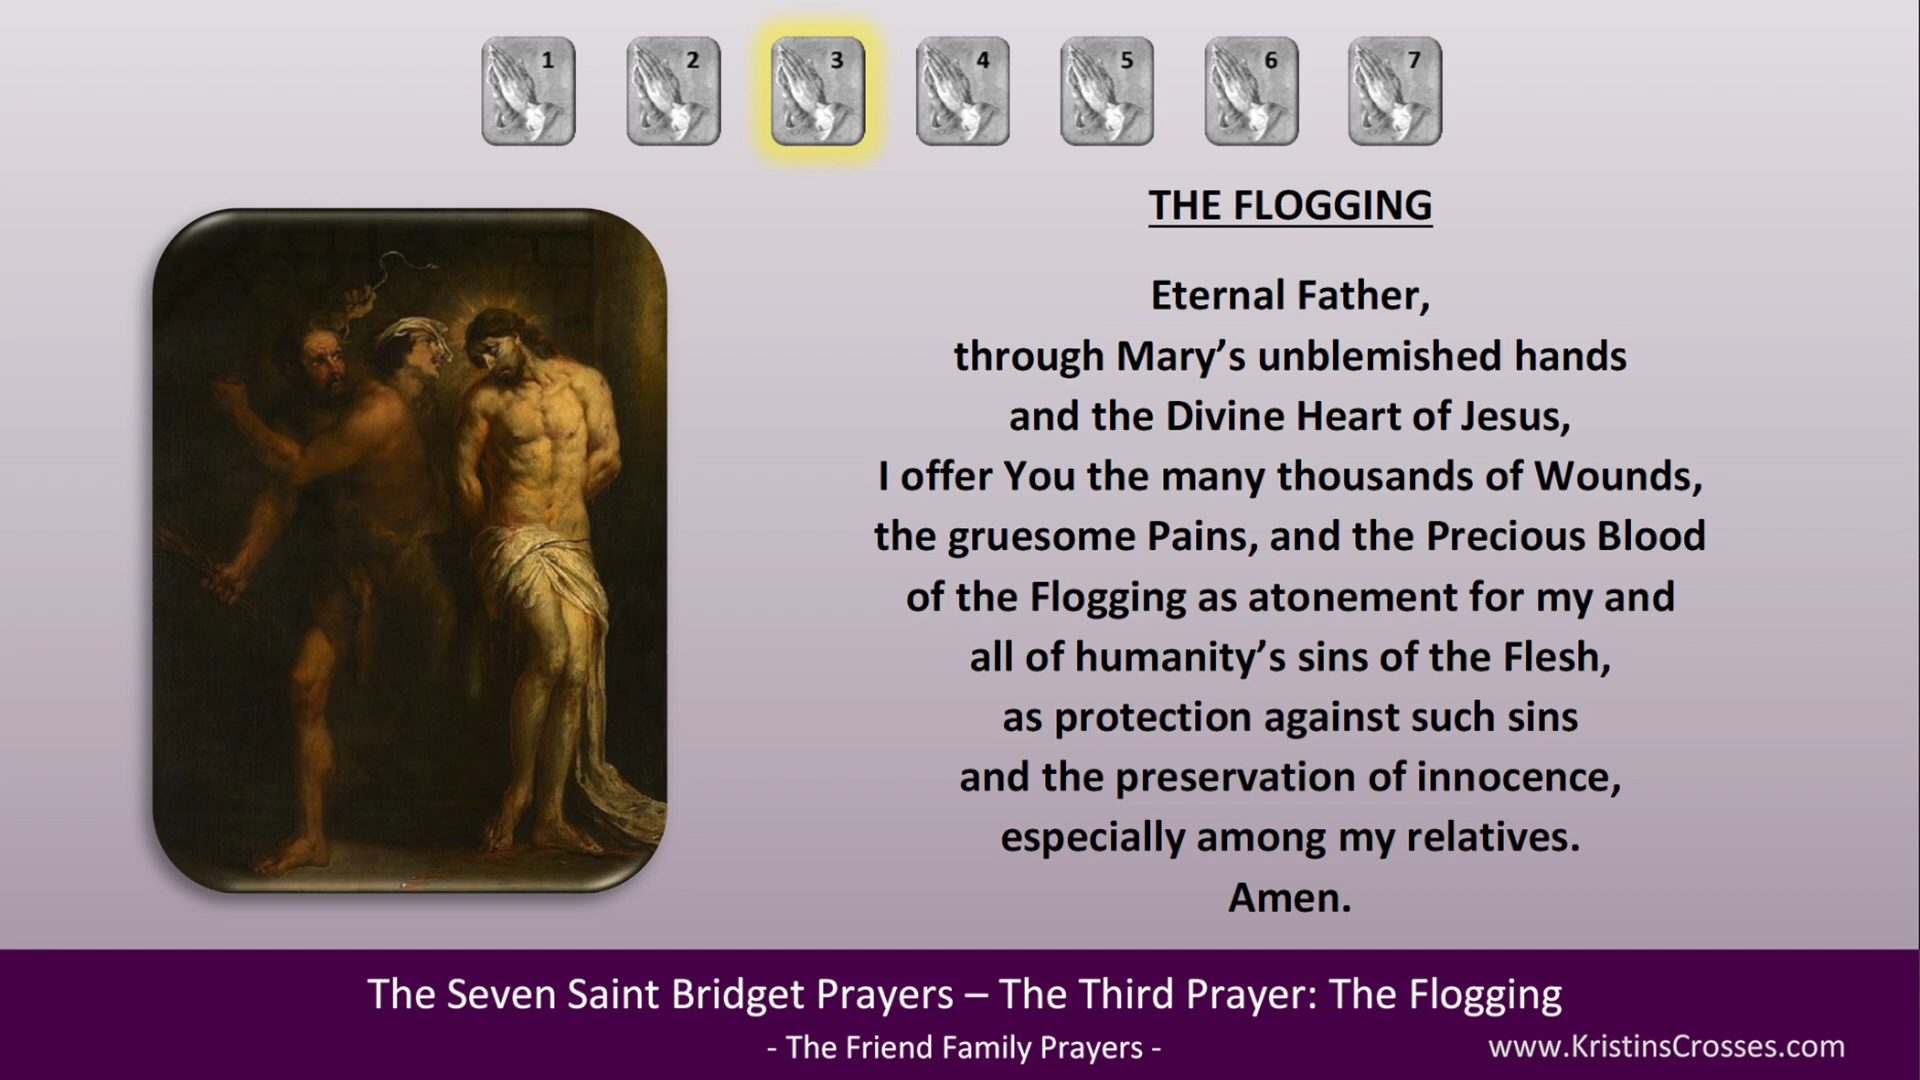 1 2 3 4 5 6 7
THE FLOGGING
Eternal Father,
through Mary’s unblemished hands
and the Divine Heart of Jesus,
I offer You the many thousands of Wounds,
the gruesome Pains, and the Precious Blood
of the Flogging as atonement for my and
all of humanity’s sins of the Flesh,
as protection against such sins
and the preservation of innocence,
especially among my relatives.
Amen.
The Seven Saint Bridget Prayers – The Third Prayer: The Flogging
- The Friend Family Prayers -
www.KristinsCrosses.com